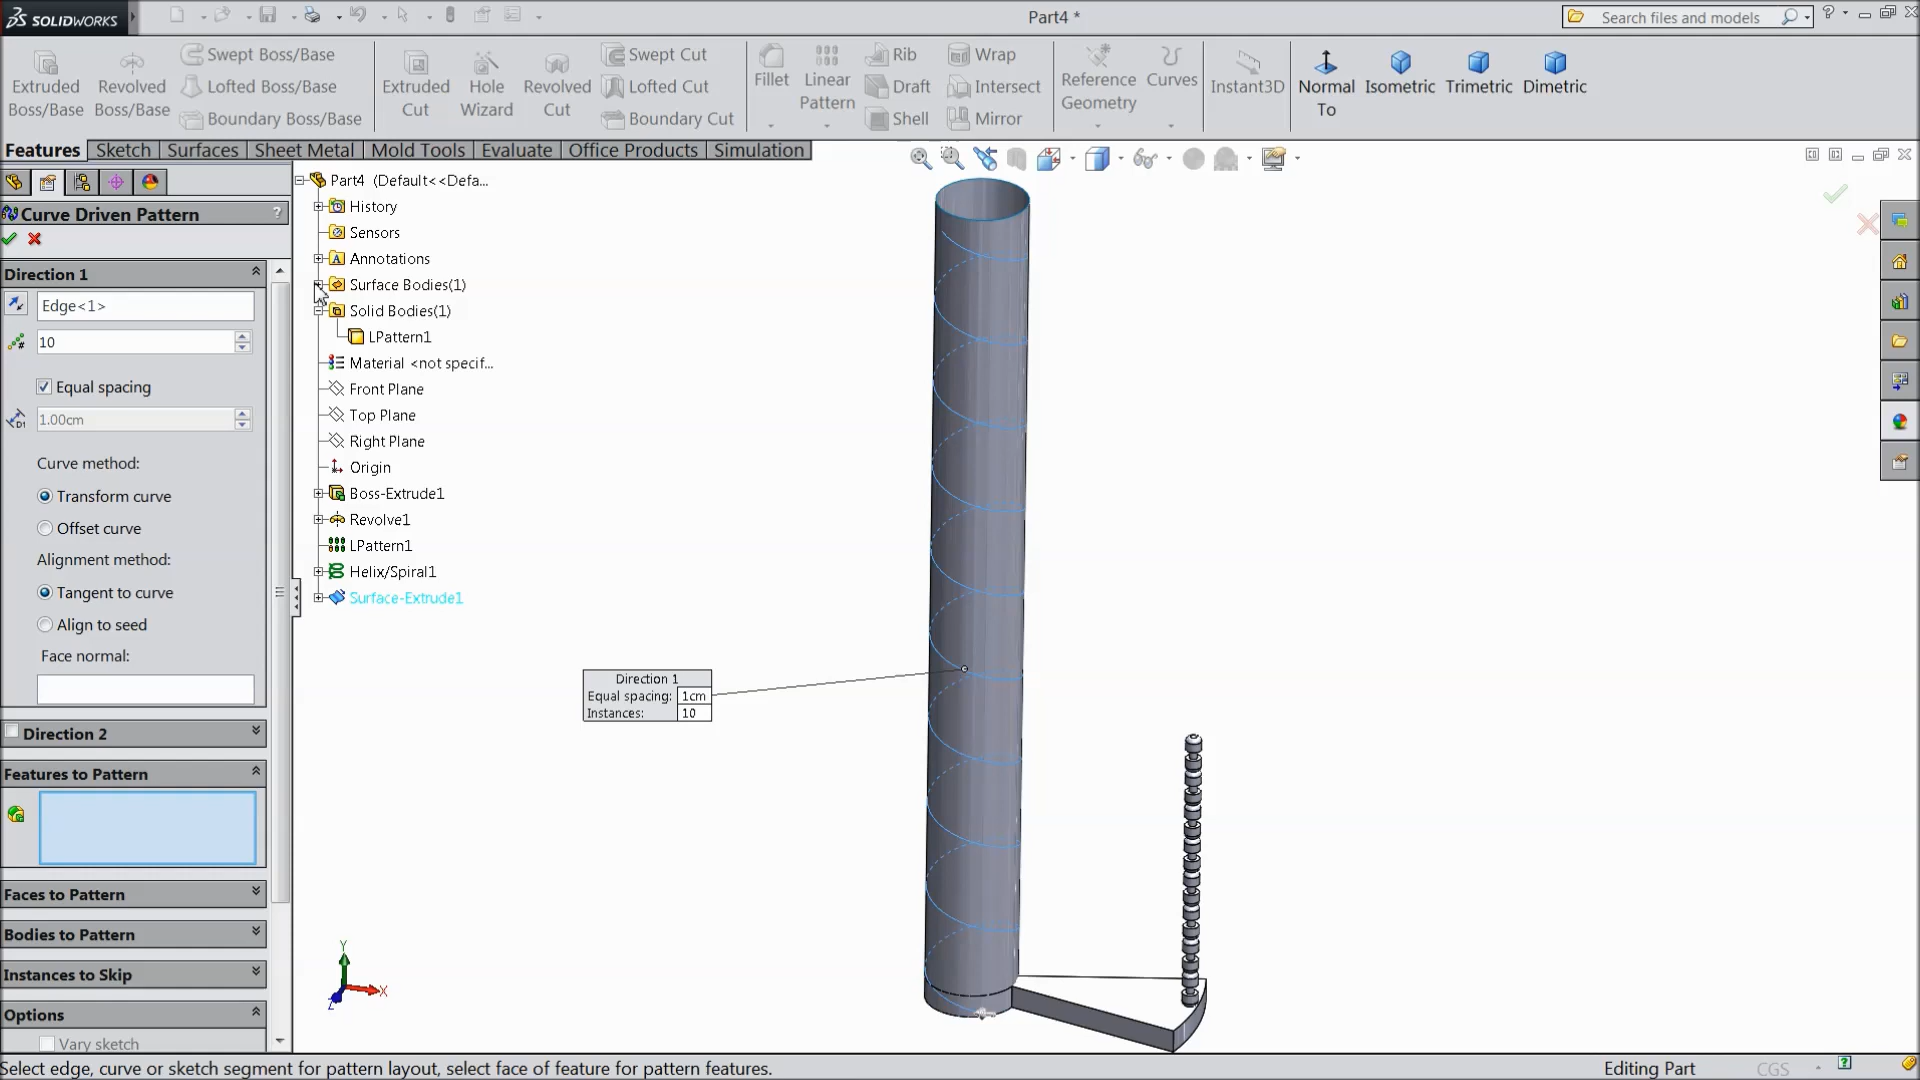 SOLIDWORKS
Part4 *
Search files and models
?
Extruded Boss/Base
Revolved Boss/Base
Swept Boss/Base
Lofted Boss/Base
Boundary Boss/Base
Extruded Cut
Hole Wizard
Revolved Cut
Swept Cut
Lofted Cut
Boundary Cut
Fillet
Linear Pattern
Rib
Draft
Shell
Wrap
Intersect
Mirror
Reference Geometry
Curves
Instant3D
Normal To
Isometric
Trimetric
Dimetric
Features
Sketch
Surfaces
Sheet Metal
Mold Tools
Evaluate
Office Products
Simulation
Curve Driven Pattern
?
Direction 1
Edge<1>
10
Equal spacing
D1
1.00cm
Curve method:
Transform curve
Offset curve
Alignment method:
Tangent to curve
Align to seed
Face normal:
Direction 2
Features to Pattern
Faces to Pattern
Bodies to Pattern
Instances to Skip
Options
Vary sketch
Part4 (Default<<Defa...
History
Sensors
A Annotations
Surface Bodies(1)
Solid Bodies(1)
LPattern1
Material <not specif...
Front Plane
Top Plane
Right Plane
Origin
Boss-Extrude1
Revolve1
LPattern1
Helix/Spiral1
Surface-Extrude1
Direction 1
Equal spacing: 1cm
Instances: 10
Y
X
Z
Select edge, curve or sketch segment for pattern layout, select face of feature for pattern features.
Editing Part
CGS
?